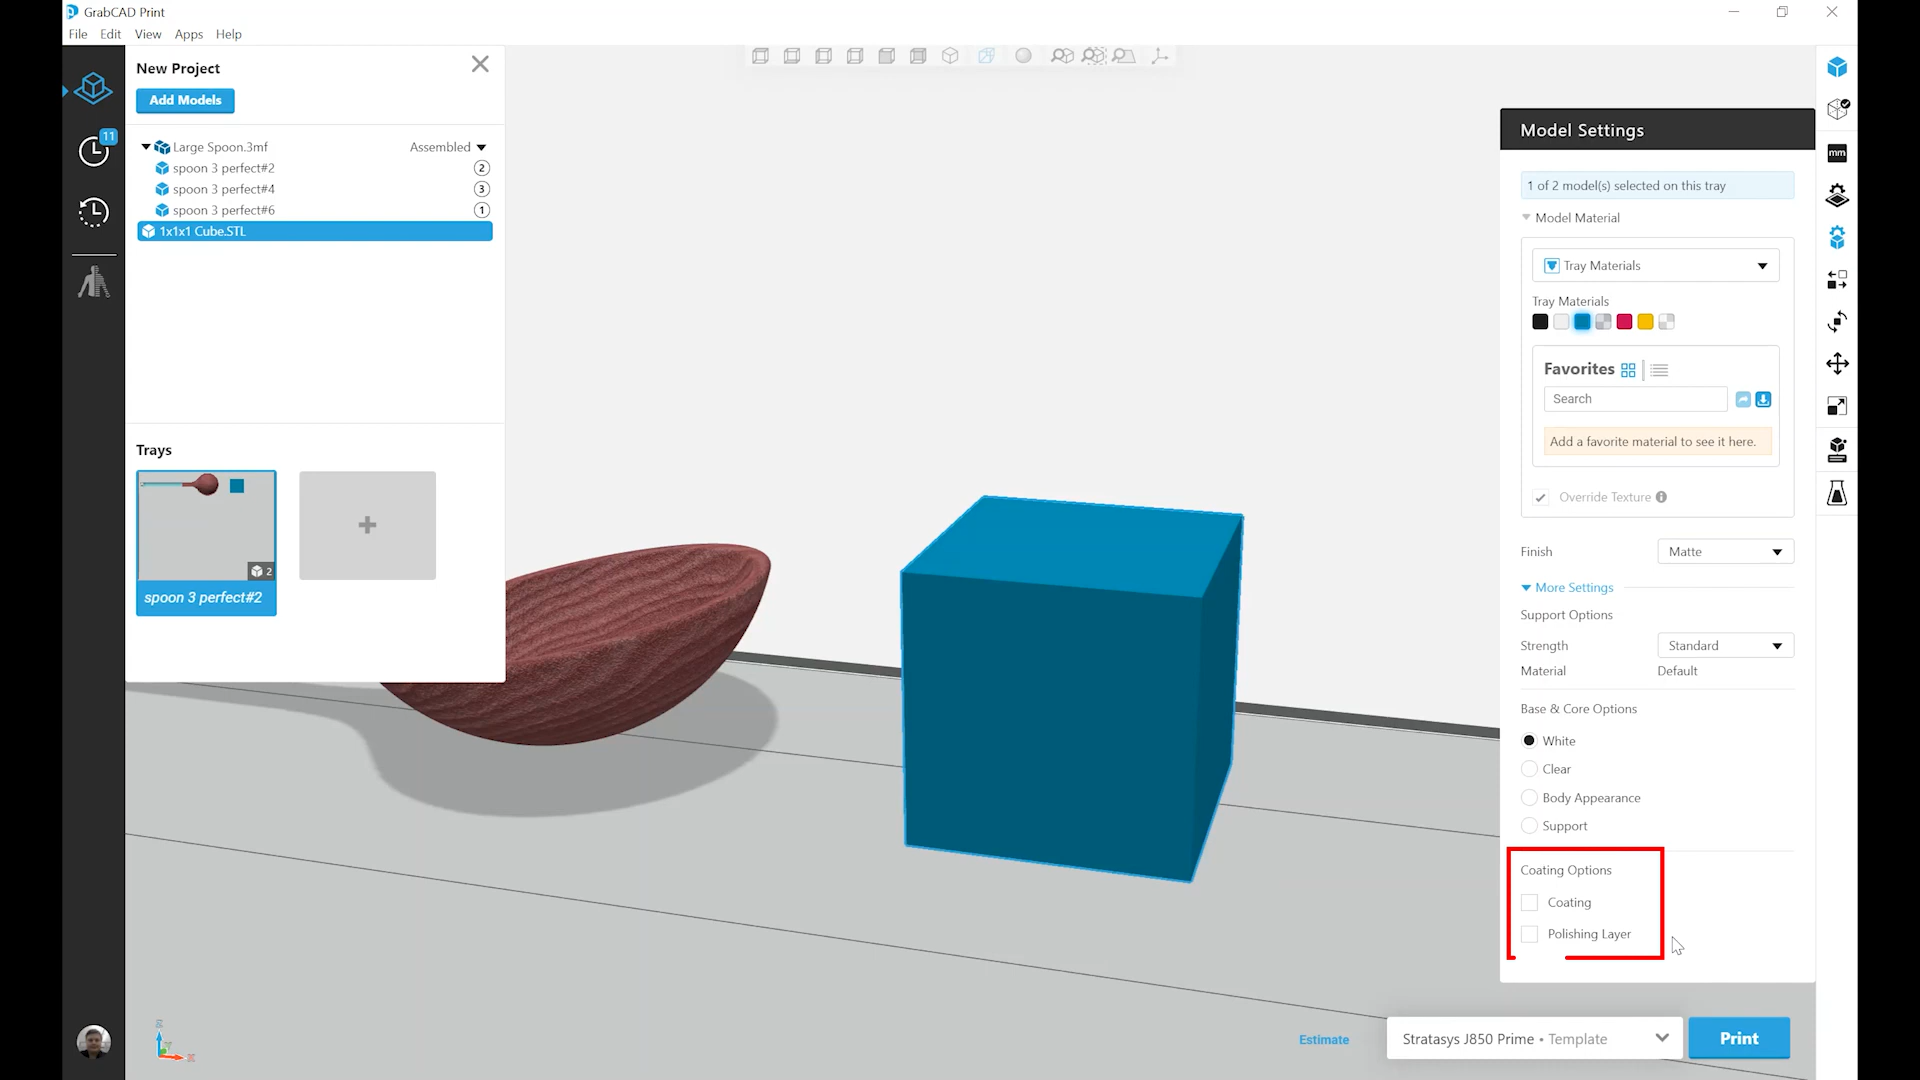 GrabCAD Print
File Edit View Apps Help
New Project
Add Models
11
Large Spoon.3mf Assembled
spoon 3 perfect#2 2
spoon 3 perfect#4 3
spoon 3 perfect#6 1
1x1x1 Cube.STL
Trays
2
spoon 3 perfect#2
Model Settings
1 of 2 model(s) selected on this tray
Model Material
Tray Materials
Tray Materials
Favorites
Search
Add a favorite material to see it here.
Override Texture
Finish Matte
More Settings
Support Options
Strength Standard
Material Default
Base & Core Options
White
Clear
Body Appearance
Support
Coating Options
Coating
Polishing Layer
mm
Estimate
Stratasys J850 Prime • Template
Print
X